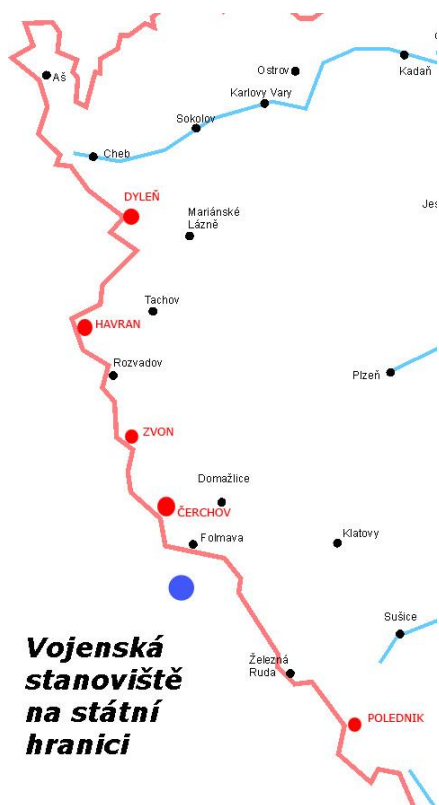 Aš
Ostrov
Kadaň
Karlovy Vary
Sokolov
Cheb
DYLEŇ
Mariánské
Lázně
Jes
Tachov
HAVRAN
Rozvadov
Plzeň
ZVON
Domažlice
ČERCHOV
Folmava
Klatovy
Sušice
Vojenská
stanoviště
na státní
hranici
Železná
Ruda
POLEDNIK